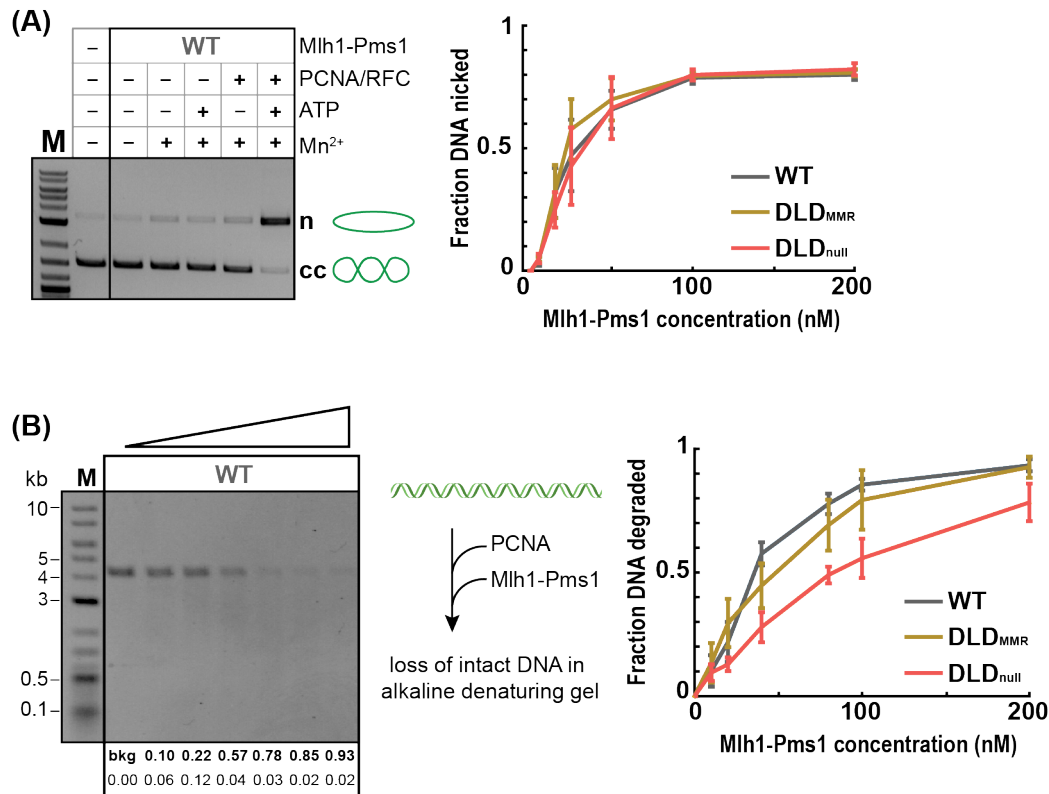 (A)
– WT Mlh1-Pms1
– – – – + + PCNA/RFC
– – – + – + ATP
– – + + + + Mn²⁺
M
n
cc
1
0.5
0
Fraction DNA nicked
WT
DLD_MMR
DLD_null
0 100 200
Mlh1-Pms1 concentration (nM)
(B)
kb M WT
10
5
4
3
0.5
0.1
bkg 0.10 0.22 0.57 0.78 0.85 0.93
0.00 0.06 0.12 0.04 0.03 0.02 0.02
PCNA
Mlh1-Pms1
loss of intact DNA in
alkaline denaturing gel
1
0.5
0
Fraction DNA degraded
WT
DLD_MMR
DLD_null
0 100 200
Mlh1-Pms1 concentration (nM)